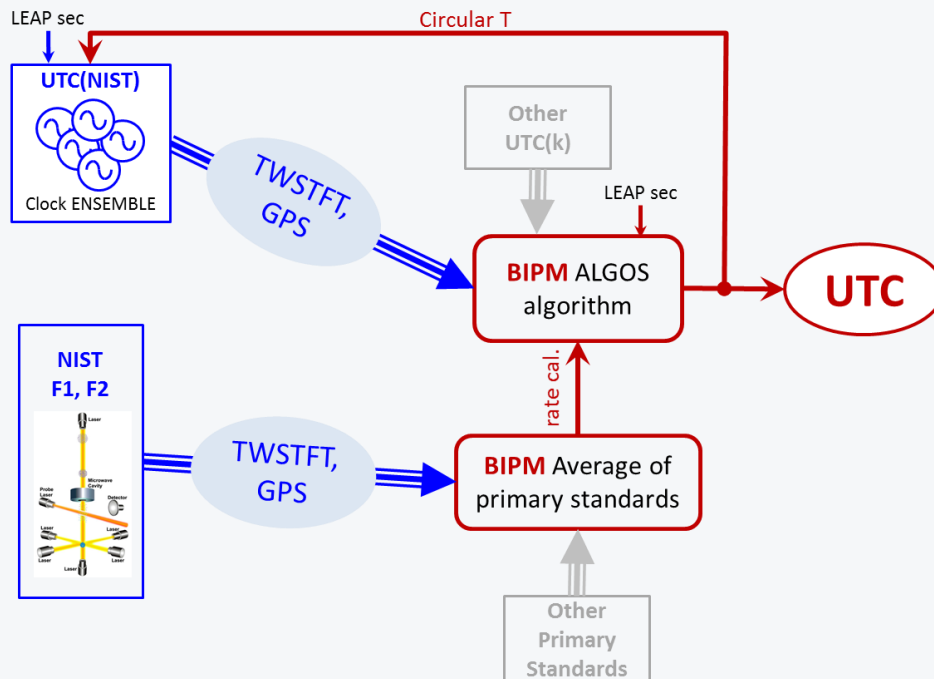 LEAP sec
Circular T
UTC(NIST)
Clock ENSEMBLE
TWSTFT,
GPS
Other
UTC(k)
LEAP sec
BIPM ALGOS
algorithm
UTC
rate cal.
NIST
F1, F2
Laser
Microwave
Cavity
Probe
Laser
Detector
Laser
Laser
Laser
Laser
Laser
TWSTFT,
GPS
BIPM Average of
primary standards
Other
Primary
Standards